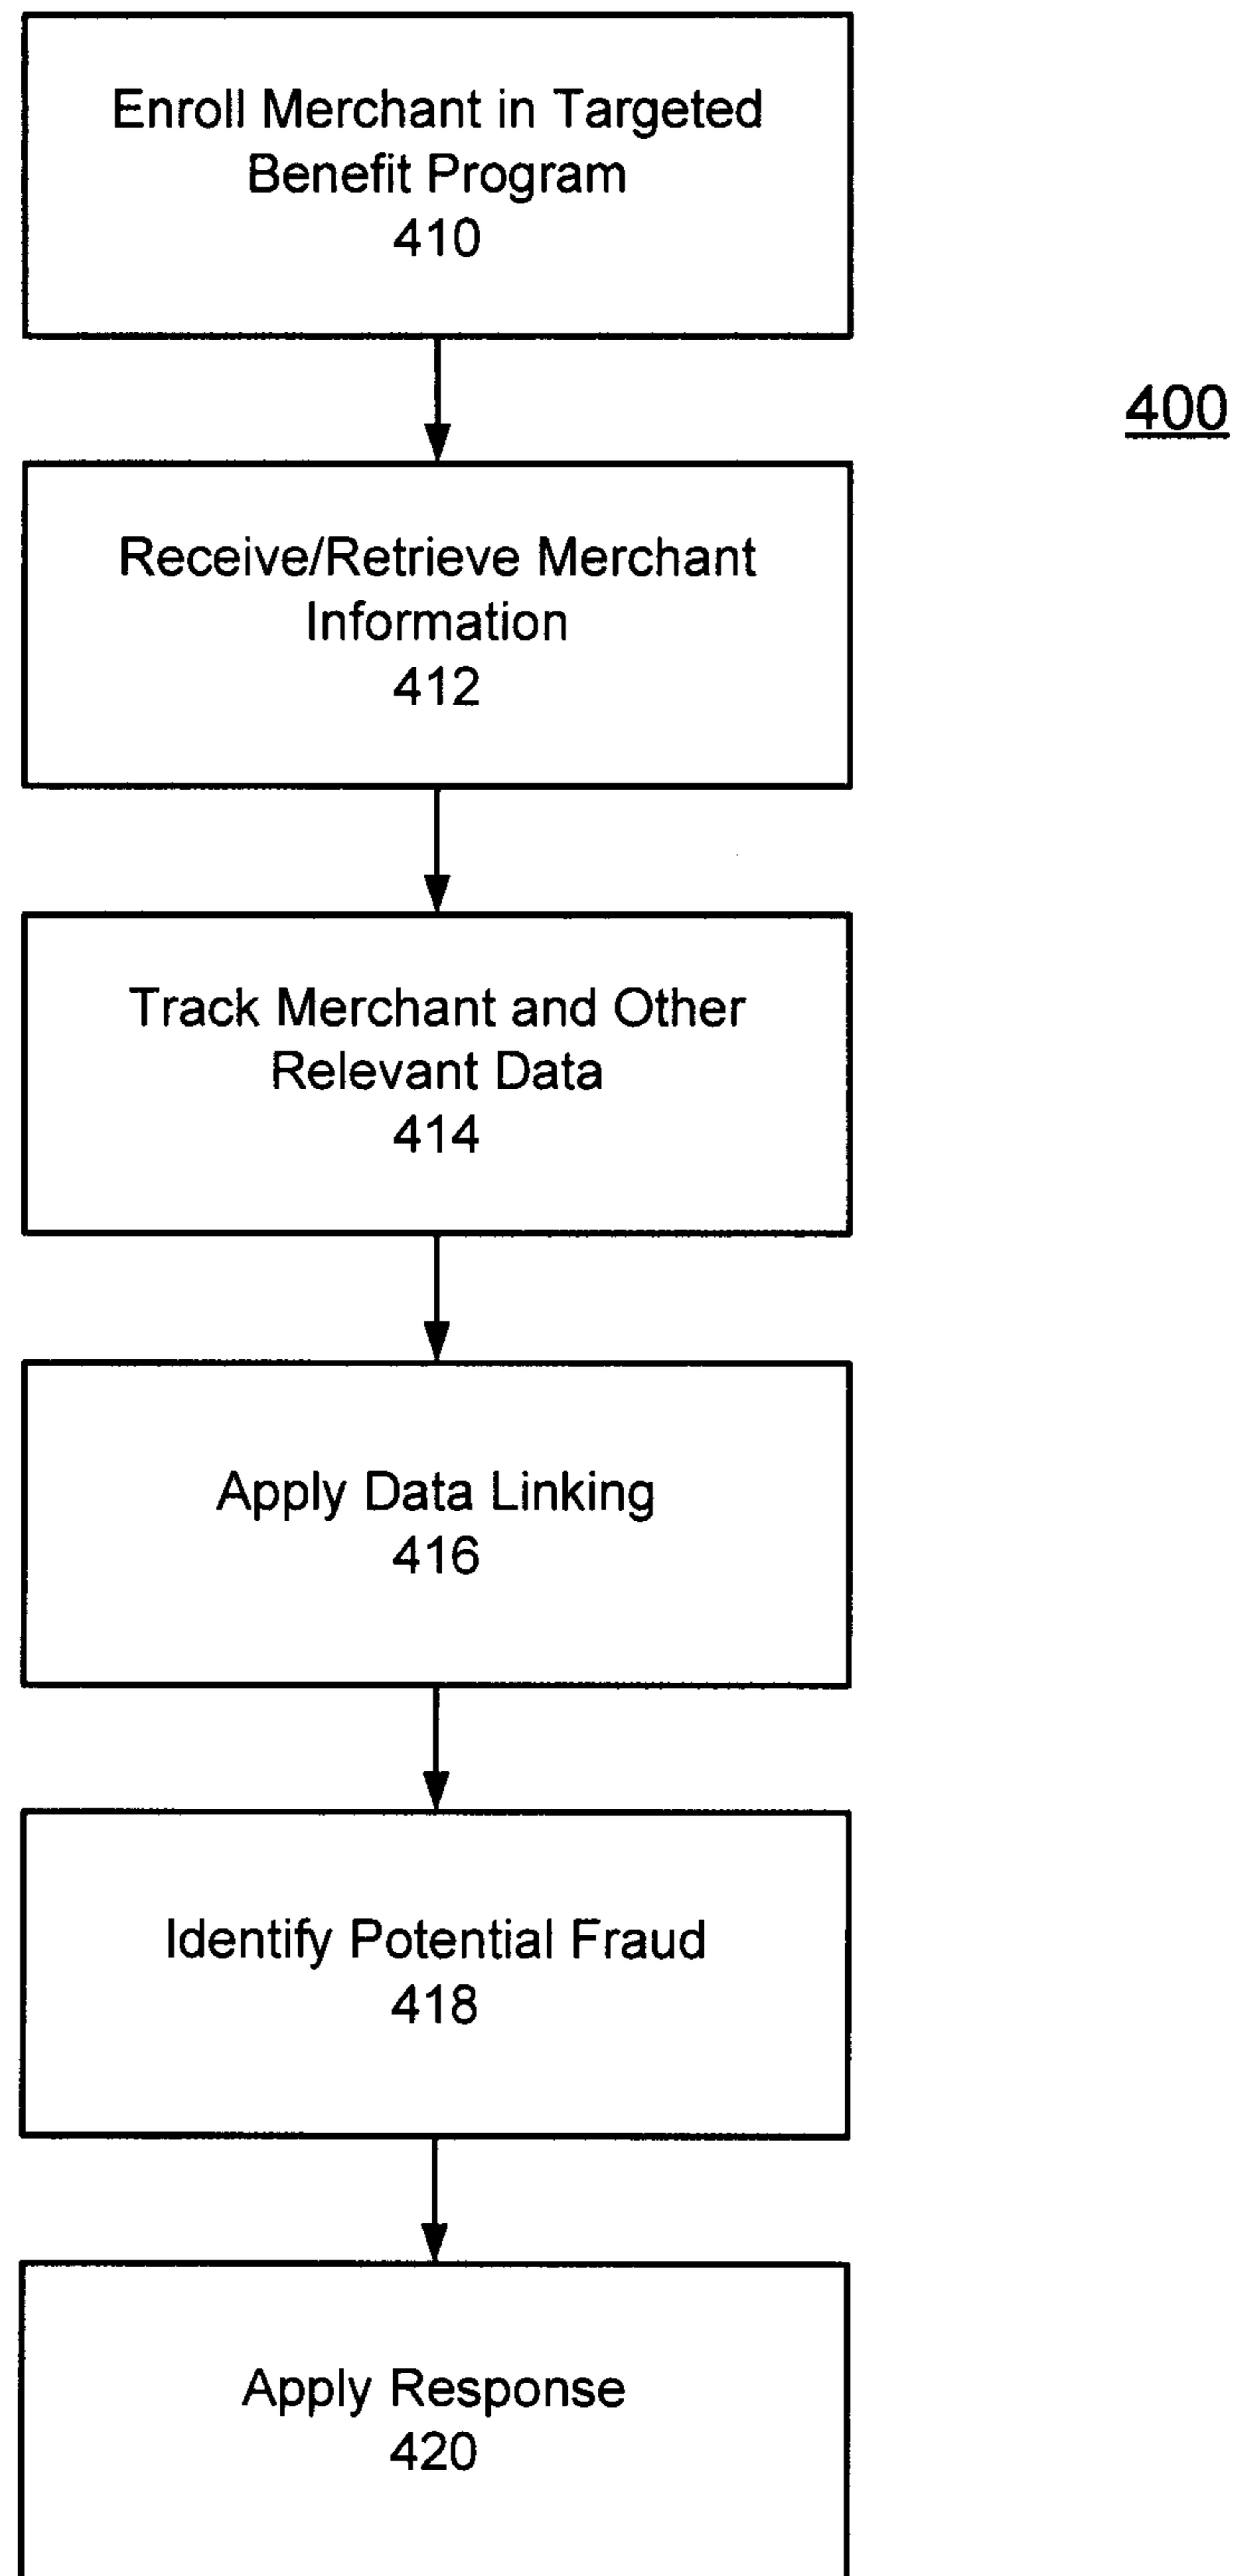 Enroll Merchant in Targeted
Benefit Program
410
400
Receive/Retrieve Merchant
Information
412
Track Merchant and Other
Relevant Data
414
Apply Data Linking
416
Identify Potential Fraud
418
Apply Response
420